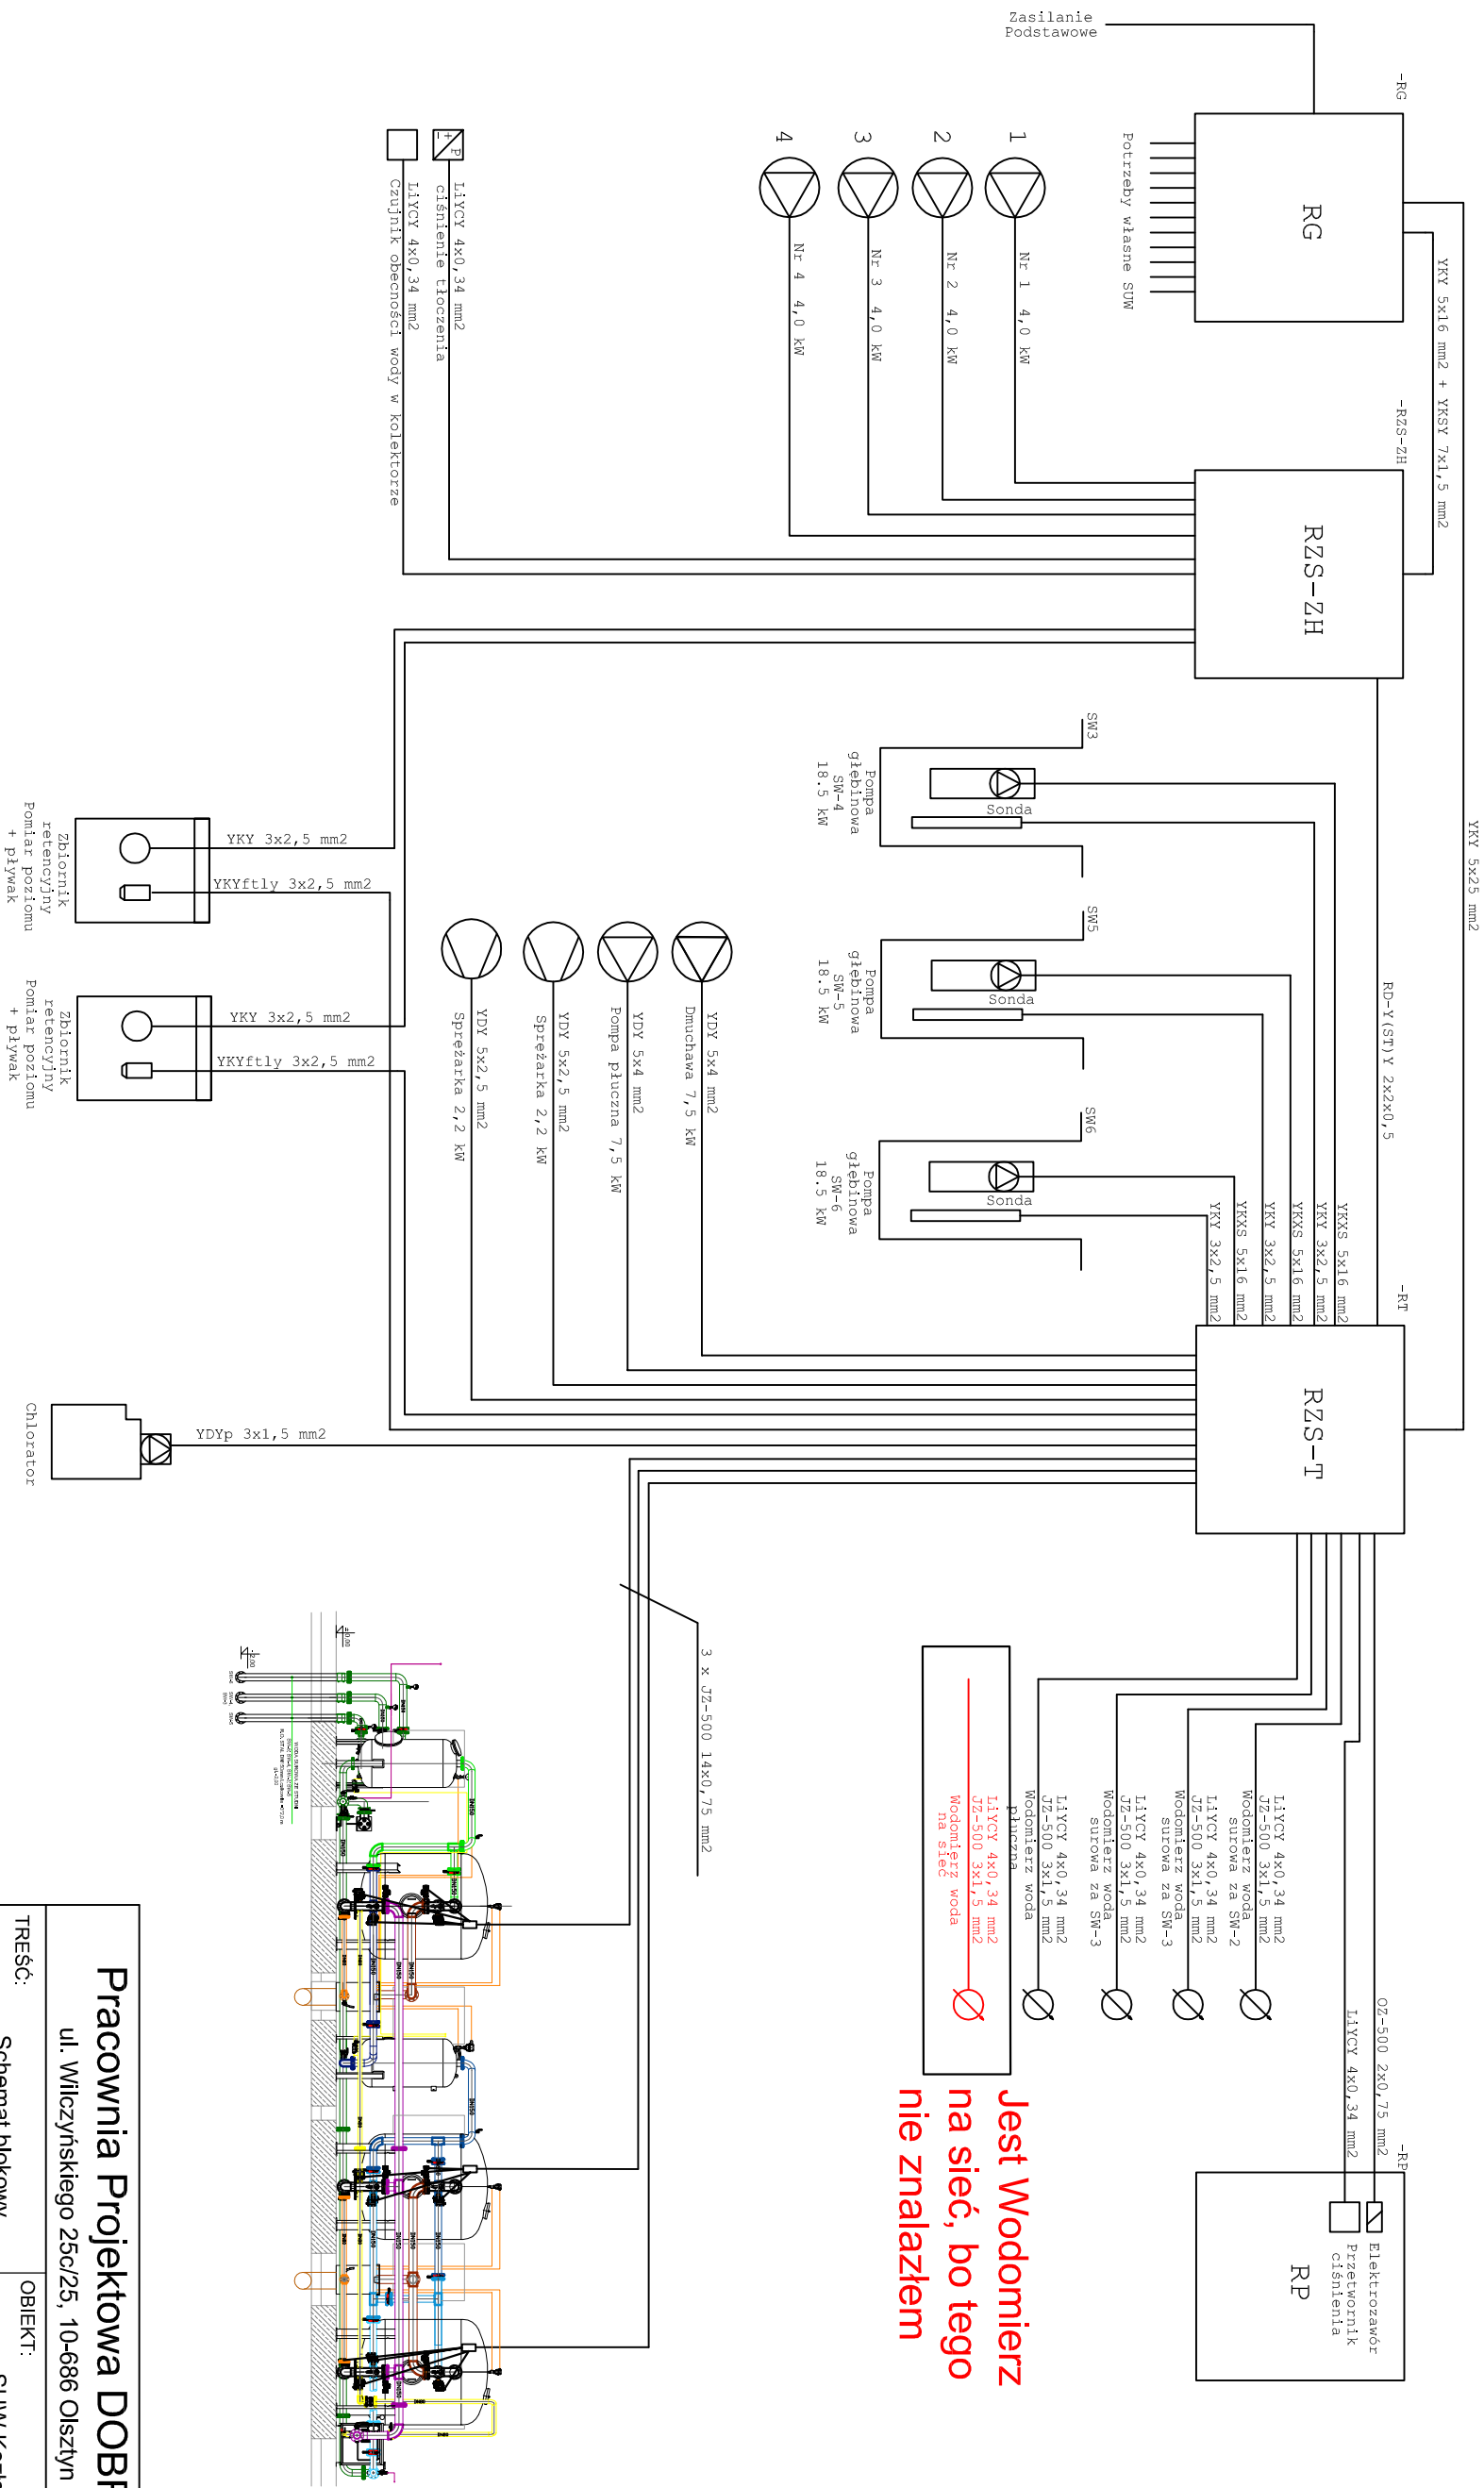 Zasilanie
Podstawowe
-RG
RG
Potrzeby własne SUW
YKY 5x16 mm2 + YKSY 7x1,5 mm2
YKY 5x25 mm2
-RZS-ZH
RZS-ZH
1
2
3
4
Nr 1 4,0 kW
Nr 2 4,0 kW
Nr 3 4,0 kW
Nr 4 4,0 kW
P
LiYCY 4x0,34 mm2
ciśnienie tłoczenia
LiYCY 4x0,34 mm2
Czujnik obecności wody w kolektorze
RD-Y(ST)Y 2x2x0,5
SW3
Sonda
Pompa
głębinowa
SW-4
18.5 kW
SW5
Sonda
Pompa
głębinowa
SW-5
18.5 kW
SW6
Sonda
Pompa
głębinowa
SW-6
18.5 kW
YKXS 5x16 mm2
YKY 3x2,5 mm2
YKXS 5x16 mm2
YKY 3x2,5 mm2
YKXS 5x16 mm2
YKY 3x2,5 mm2
-RT
RZS-T
YDY 5x4 mm2
Dmuchawa 7,5 kW
YDY 5x4 mm2
Pompa płuczna 7,5 kW
YDY 5x2,5 mm2
Sprężarka 2,2 kW
YDY 5x2,5 mm2
Sprężarka 2,2 kW
YKY 3x2,5 mm2
YKYftly 3x2,5 mm2
Zbiornik
retencyjny
Pomiar poziomu
+ pływak
YKY 3x2,5 mm2
YKYftly 3x2,5 mm2
Zbiornik
retencyjny
Pomiar poziomu
+ pływak
YDYp 3x1,5 mm2
Chlorator
3 x JZ-500 14x0,75 mm2
LiYCY 4x0,34 mm2
JZ-500 3x1,5 mm2
Wodomierz woda
surowa za SW-2
LiYCY 4x0,34 mm2
JZ-500 3x1,5 mm2
Wodomierz woda
surowa za SW-3
LiYCY 4x0,34 mm2
JZ-500 3x1,5 mm2
Wodomierz woda
surowa za SW-3
LiYCY 4x0,34 mm2
JZ-500 3x1,5 mm2
Wodomierz woda
płuczna
LiYCY 4x0,34 mm2
JZ-500 3x1,5 mm2
Wodomierz woda
na sieć
Jest Wodomierz
na sieć, bo tego
nie znalazłem
OZ-500 2x0,75 mm2
LiYCY 4x0,34 mm2
-RP
Elektrozawór
Przetwornik
ciśnienia
RP
DN150
DN150
DN150
DN150
DN150
DN150
DN150
DN150
DN150
DN150
Pracownia Projektowa
ul. Wilczyńskiego 25c/25, 10-686 Olsztyn
TREŚĆ:
Schemat blokowy
OBIEKT:
SUW